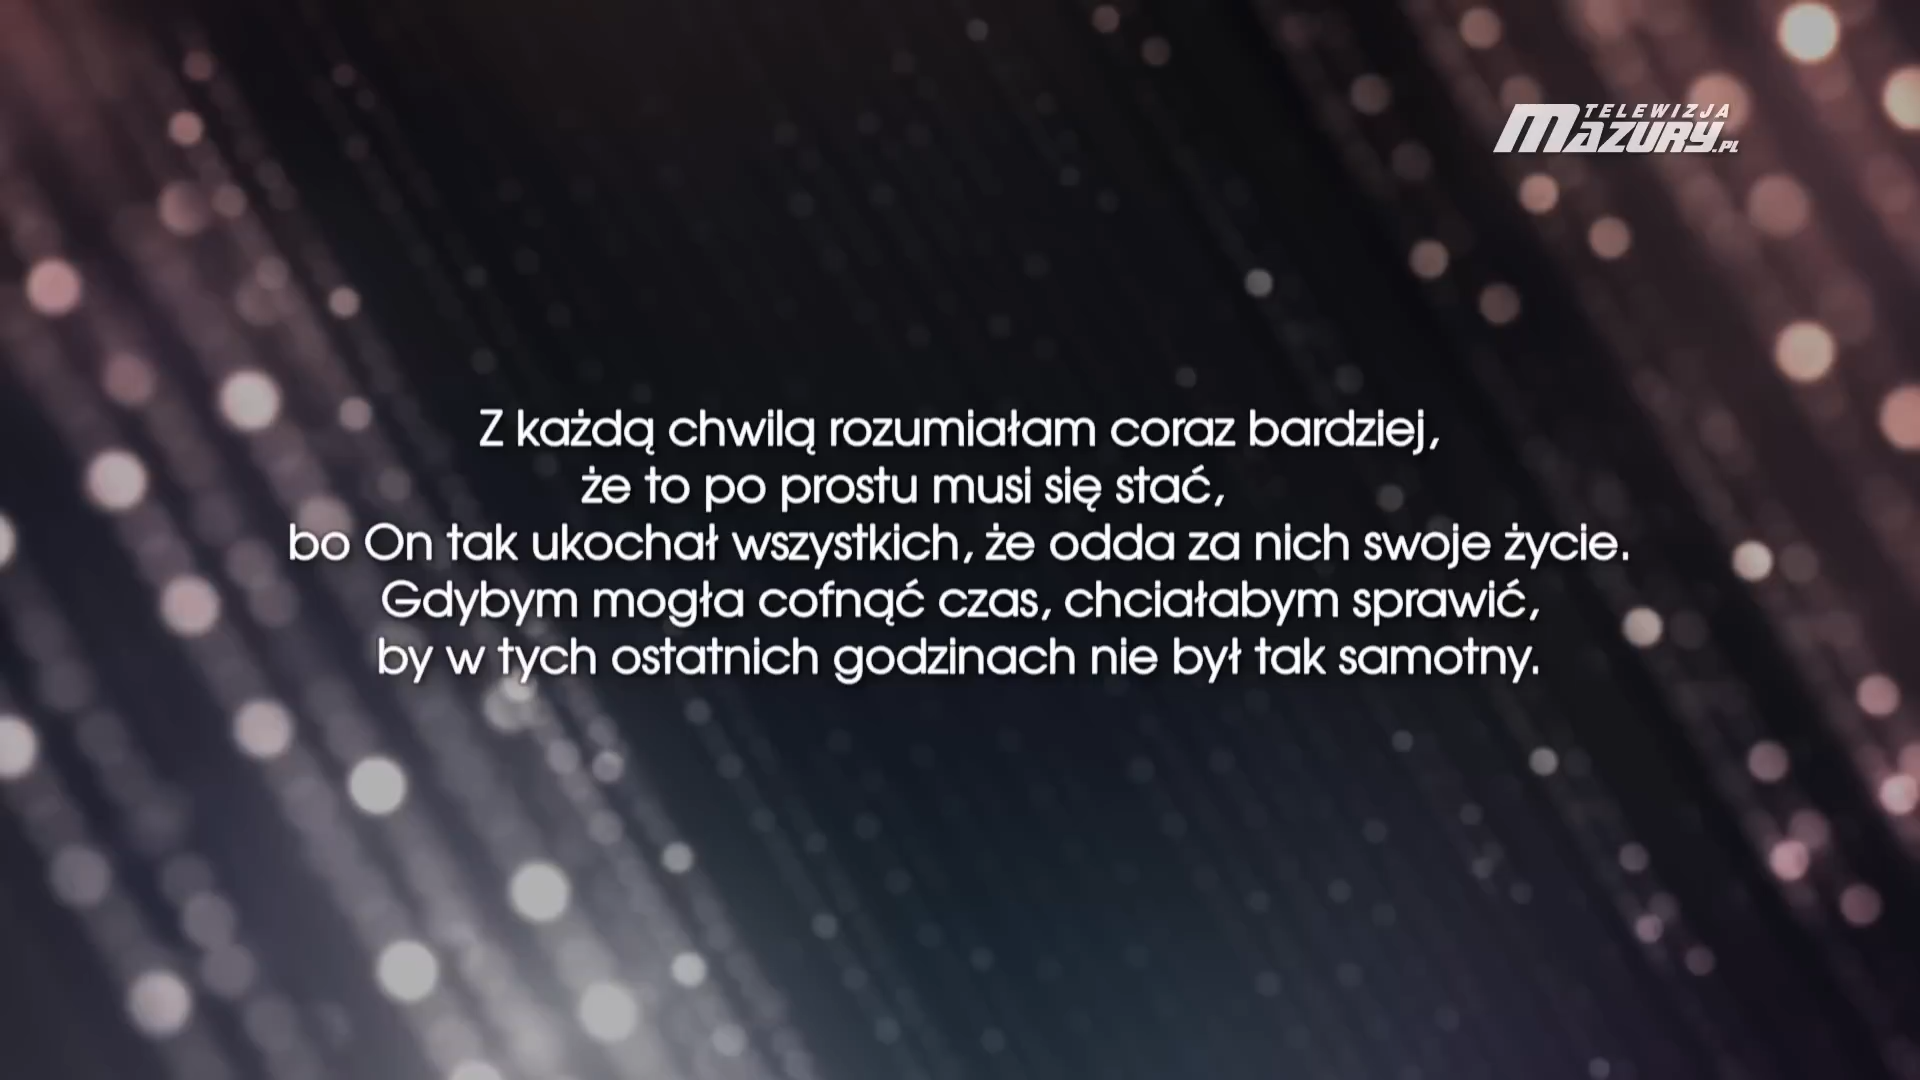 TELEWIZJA
MAZURY.PL
Z każdą chwilą rozumiałam coraz bardziej,
że to po prostu musi się stać,
bo On tak ukochał wszystkich, że odda za nich swoje życie.
Gdybym mogła cofnąć czas, chciałabym sprawić,
by w tych ostatnich godzinach nie był tak samotny.